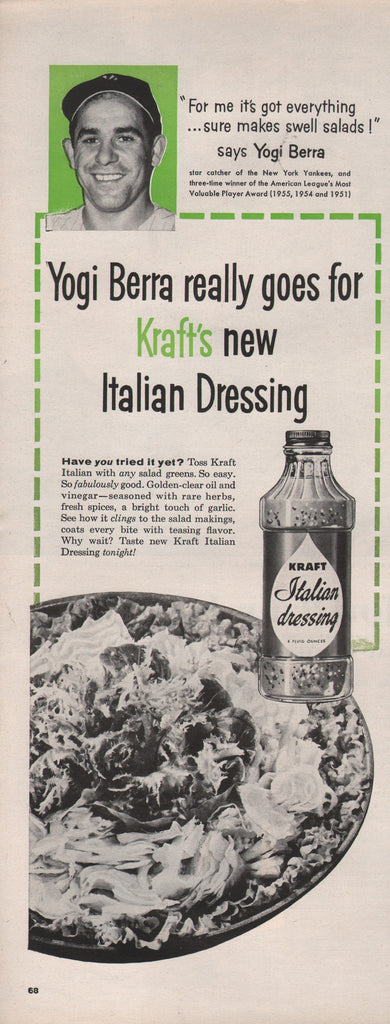 "For me it's got everything
...sure makes swell salads!"
says Yogi Berra
star catcher of the New York Yankees, and
three-time winner of the American League's Most
Valuable Player Award (1955, 1954 and 1951)
Yogi Berra really goes for
Kraft's new
Italian Dressing
Have you tried it yet? Toss Kraft
Italian with any salad greens. So easy.
So fabulously good. Golden-clear oil and
vinegar—seasoned with rare herbs,
fresh spices, a bright touch of garlic.
See how it clings to the salad makings,
coats every bite with teasing flavor.
Why wait? Taste new Kraft Italian
Dressing tonight!
KRAFT
Italian
dressing
8 FLUID OUNCES
68